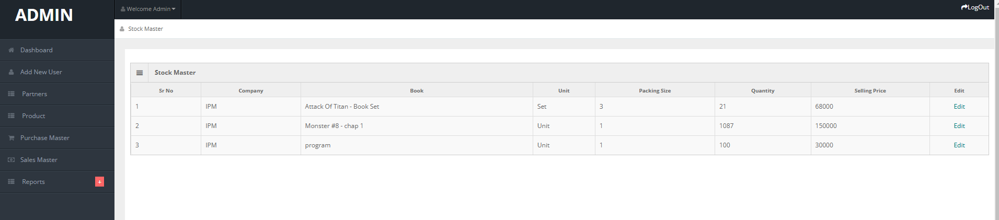 ADMIN
Welcome Admin
LogOut
Stock Master
Dashboard
Add New User
Partners
Product
Purchase Master
Sales Master
Reports +
Stock Master
Sr No Company Book Unit Packing Size Quantity Selling Price Edit
1 IPM Attack Of Titan - Book Set Set 3 21 68000 Edit
2 IPM Monster #8 - chap 1 Unit 1 1087 150000 Edit
3 IPM program Unit 1 100 30000 Edit